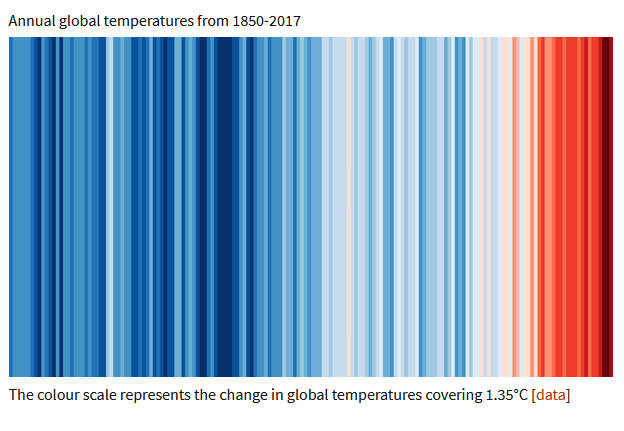 Annual global temperatures from 1850-2017
The colour scale represents the change in global temperatures covering 1.35°C [data]